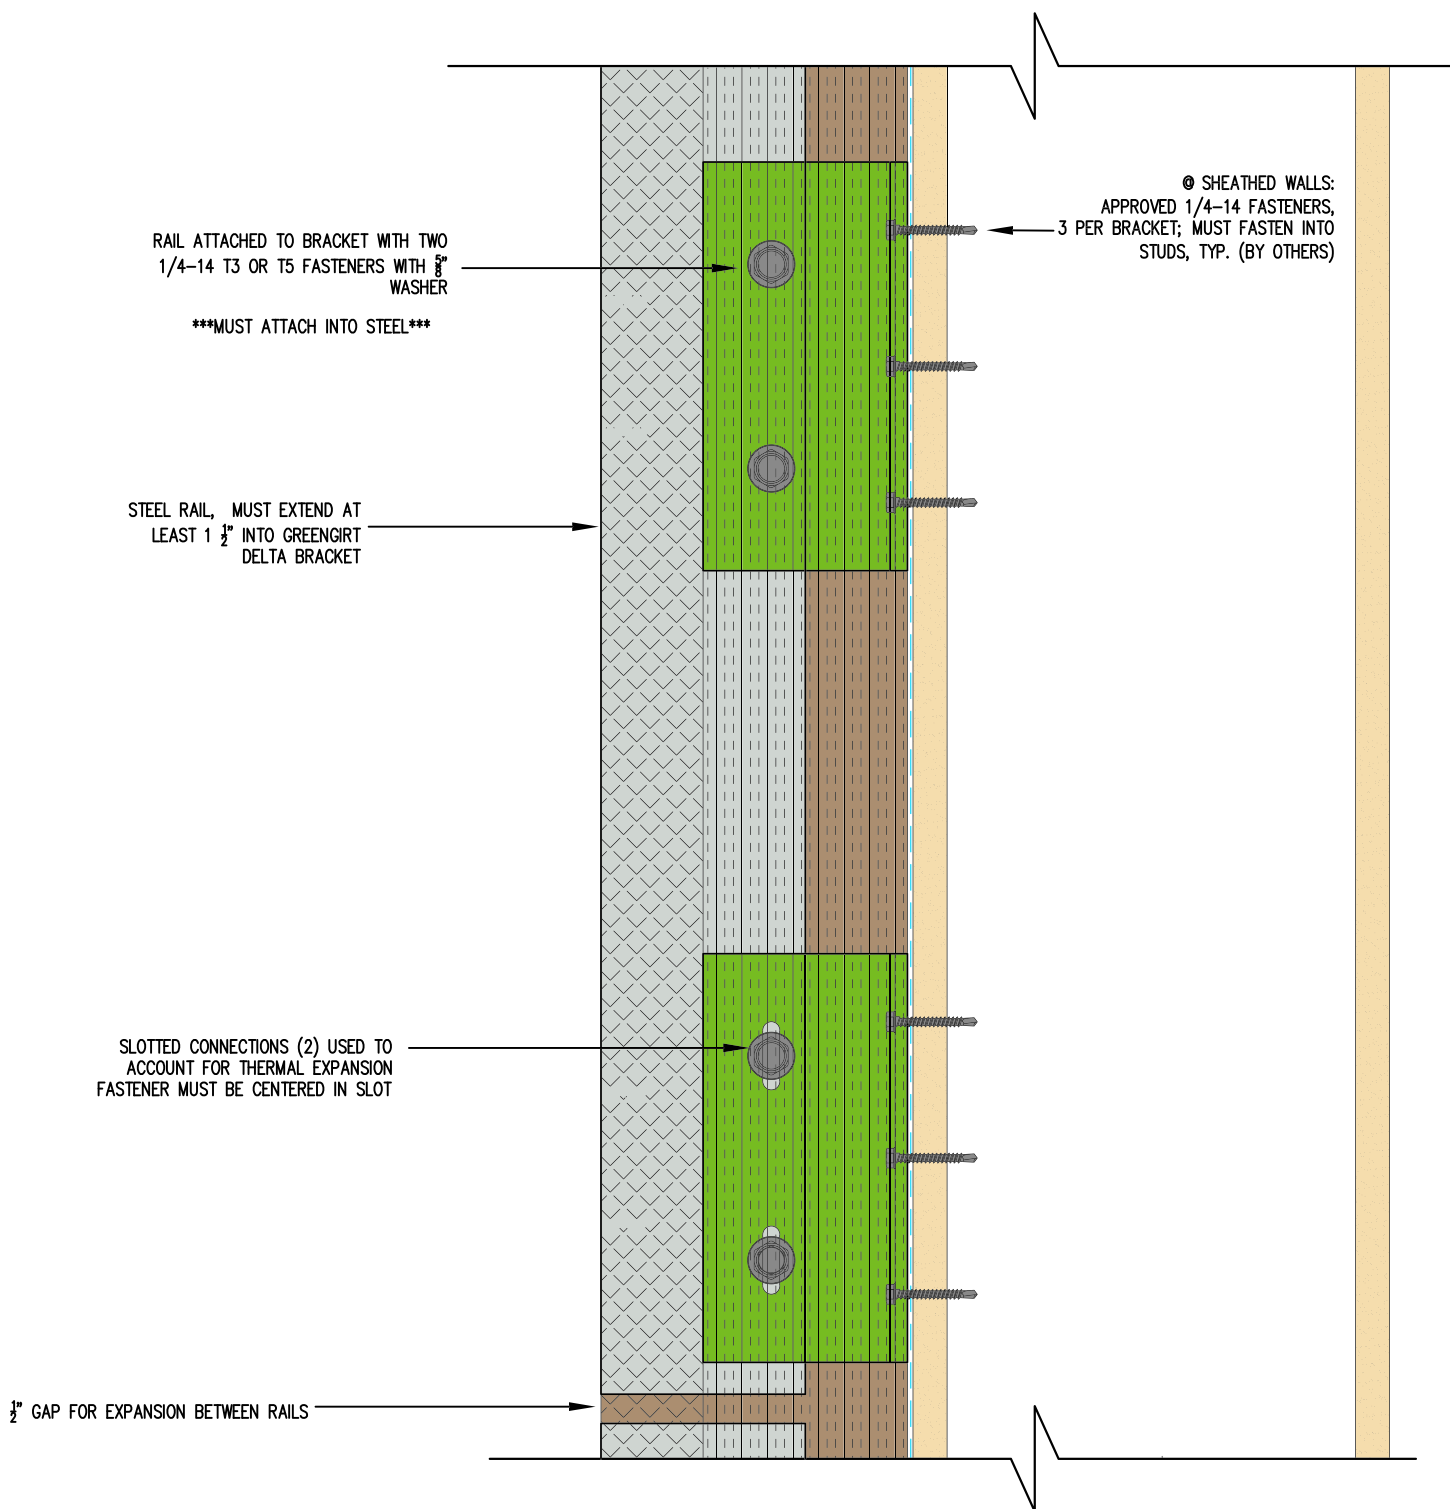 @ SHEATHED WALLS:
APPROVED 1/4-14 FASTENERS,
3 PER BRACKET; MUST FASTEN INTO
STUDS, TYP. (BY OTHERS)
RAIL ATTACHED TO BRACKET WITH TWO
1/4-14 T3 OR T5 FASTENERS WITH 5/8"
WASHER
***MUST ATTACH INTO STEEL***
STEEL RAIL, MUST EXTEND AT
LEAST 1 1/2" INTO GREENGIRT
DELTA BRACKET
SLOTTED CONNECTIONS (2) USED TO
ACCOUNT FOR THERMAL EXPANSION
FASTENER MUST BE CENTERED IN SLOT
1/2" GAP FOR EXPANSION BETWEEN RAILS